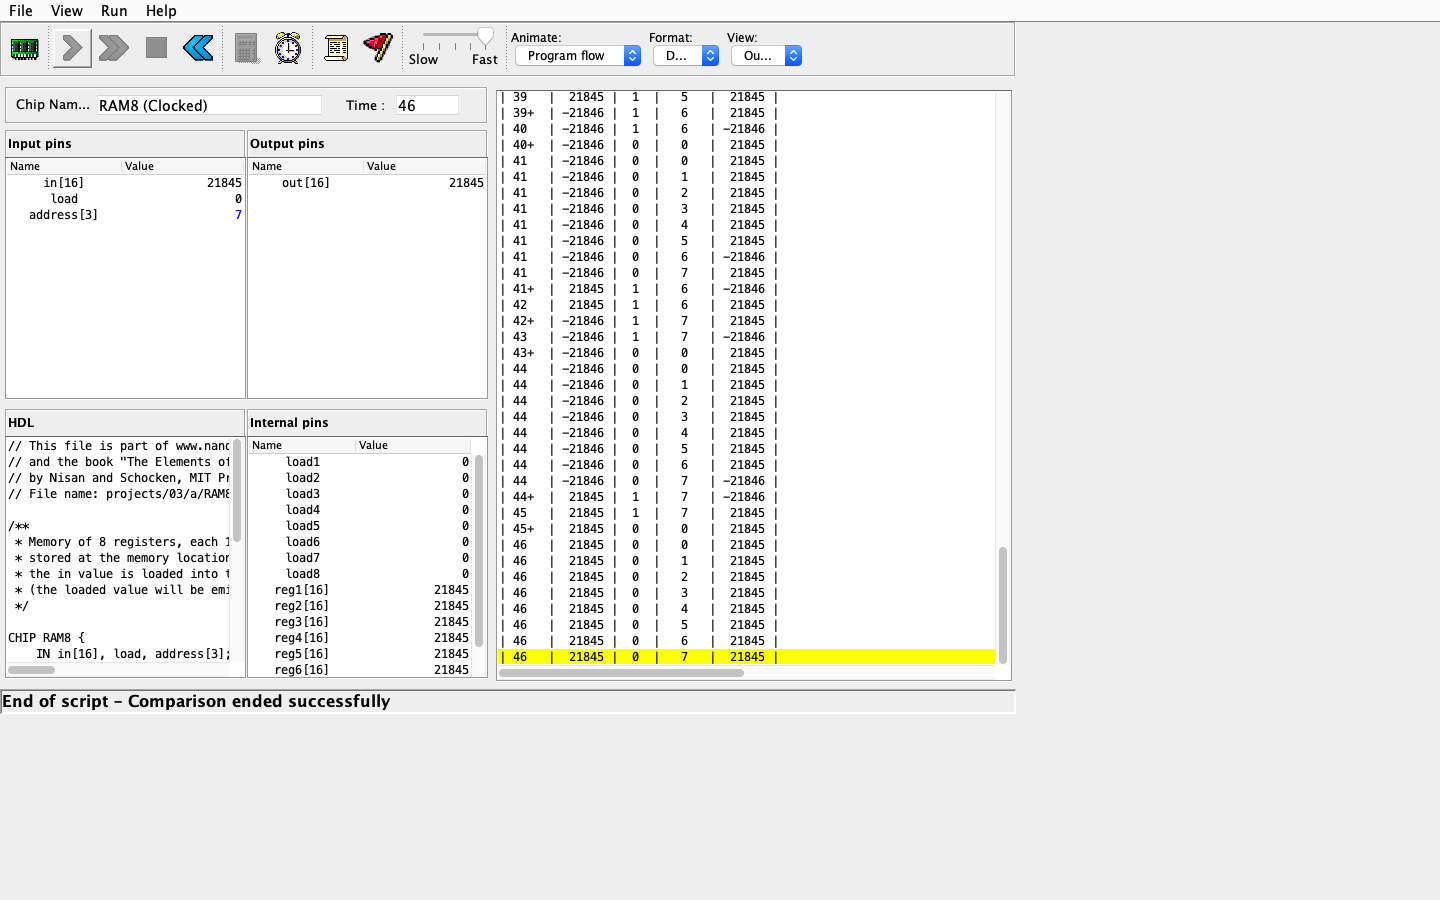 File View Run Help
Slow Fast
Animate: Format: View:
Program flow D... Ou...
Chip Nam... RAM8 (Clocked) Time : 46
Input pins
Name Value
in[16] 21845
load 0
address[3] 7
Output pins
Name Value
out[16] 21845
HDL
// This file is part of www.nand
// and the book "The Elements of
// by Nisan and Schocken, MIT Pr
// File name: projects/03/a/RAM8
/**
* Memory of 8 registers, each 1
* stored at the memory location
* the in value is loaded into t
* (the loaded value will be emi
*/
CHIP RAM8 {
IN in[16], load, address[3];
Internal pins
Name Value
load1 0
load2 0
load3 0
load4 0
load5 0
load6 0
load7 0
load8 0
reg1[16] 21845
reg2[16] 21845
reg3[16] 21845
reg4[16] 21845
reg5[16] 21845
reg6[16] 21845
| 39 | 21845 | 1 | 5 | 21845 |
| 39+ | -21846 | 1 | 6 | 21845 |
| 40 | -21846 | 1 | 6 | -21846 |
| 40+ | -21846 | 0 | 0 | 21845 |
| 41 | -21846 | 0 | 0 | 21845 |
| 41 | -21846 | 0 | 1 | 21845 |
| 41 | -21846 | 0 | 2 | 21845 |
| 41 | -21846 | 0 | 3 | 21845 |
| 41 | -21846 | 0 | 4 | 21845 |
| 41 | -21846 | 0 | 5 | 21845 |
| 41 | -21846 | 0 | 6 | -21846 |
| 41 | -21846 | 0 | 7 | 21845 |
| 41+ | 21845 | 1 | 6 | -21846 |
| 42 | 21845 | 1 | 6 | 21845 |
| 42+ | -21846 | 1 | 7 | 21845 |
| 43 | -21846 | 1 | 7 | -21846 |
| 43+ | -21846 | 0 | 0 | 21845 |
| 44 | -21846 | 0 | 0 | 21845 |
| 44 | -21846 | 0 | 1 | 21845 |
| 44 | -21846 | 0 | 2 | 21845 |
| 44 | -21846 | 0 | 3 | 21845 |
| 44 | -21846 | 0 | 4 | 21845 |
| 44 | -21846 | 0 | 5 | 21845 |
| 44 | -21846 | 0 | 6 | 21845 |
| 44 | -21846 | 0 | 7 | -21846 |
| 44+ | 21845 | 1 | 7 | -21846 |
| 45 | 21845 | 1 | 7 | 21845 |
| 45+ | 21845 | 0 | 0 | 21845 |
| 46 | 21845 | 0 | 0 | 21845 |
| 46 | 21845 | 0 | 1 | 21845 |
| 46 | 21845 | 0 | 2 | 21845 |
| 46 | 21845 | 0 | 3 | 21845 |
| 46 | 21845 | 0 | 4 | 21845 |
| 46 | 21845 | 0 | 5 | 21845 |
| 46 | 21845 | 0 | 6 | 21845 |
| 46 | 21845 | 0 | 7 | 21845 |
End of script – Comparison ended successfully